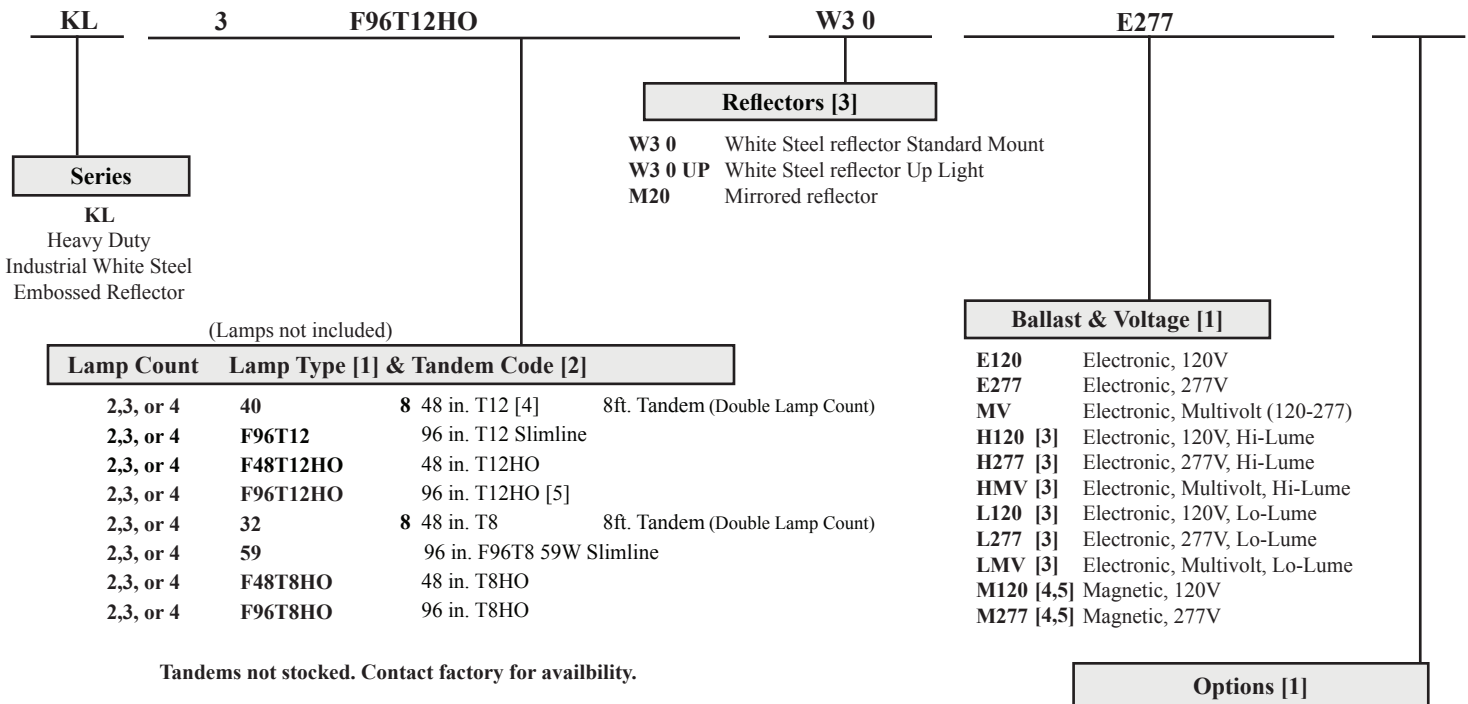 KL 3 F96T12HO W3 0 E277
Reflectors [3]
W3 0 White Steel reflector Standard Mount
W3 0 UP White Steel reflector Up Light
M20 Mirrored reflector
Series
KL
Heavy Duty
Industrial White Steel
Embossed Reflector
(Lamps not included)
Lamp Count Lamp Type [1] & Tandem Code [2]
2,3, or 4 40 8 48 in. T12 [4] 8ft. Tandem (Double Lamp Count)
2,3, or 4 F96T12 96 in. T12 Slimline
2,3, or 4 F48T12HO 48 in. T12HO
2,3, or 4 F96T12HO 96 in. T12HO [5]
2,3, or 4 32 8 48 in. T8 8ft. Tandem (Double Lamp Count)
2,3, or 4 59 96 in. F96T8 59W Slimline
2,3, or 4 F48T8HO 48 in. T8HO
2,3, or 4 F96T8HO 96 in. T8HO
Tandems not stocked. Contact factory for availbility.
Ballast & Voltage [1]
E120 Electronic, 120V
E277 Electronic, 277V
MV Electronic, Multivolt (120-277)
H120 [3] Electronic, 120V, Hi-Lume
H277 [3] Electronic, 277V, Hi-Lume
HMV [3] Electronic, Multivolt, Hi-Lume
L120 [3] Electronic, 120V, Lo-Lume
L277 [3] Electronic, 277V, Lo-Lume
LMV [3] Electronic, Multivolt, Lo-Lume
M120 [4,5] Magnetic, 120V
M277 [4,5] Magnetic, 277V
Options [1]